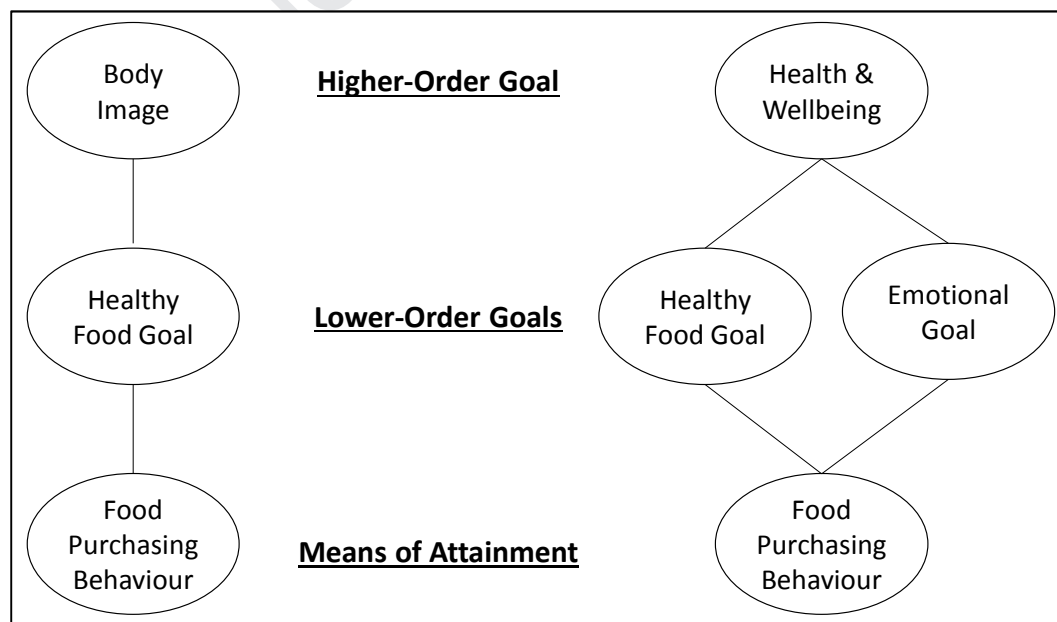 Body
Image
Higher-Order Goal
Health &
Wellbeing
Healthy
Food Goal
Lower-Order Goals
Healthy
Food Goal
Emotional
Goal
Food
Purchasing
Behaviour
Means of Attainment
Food
Purchasing
Behaviour